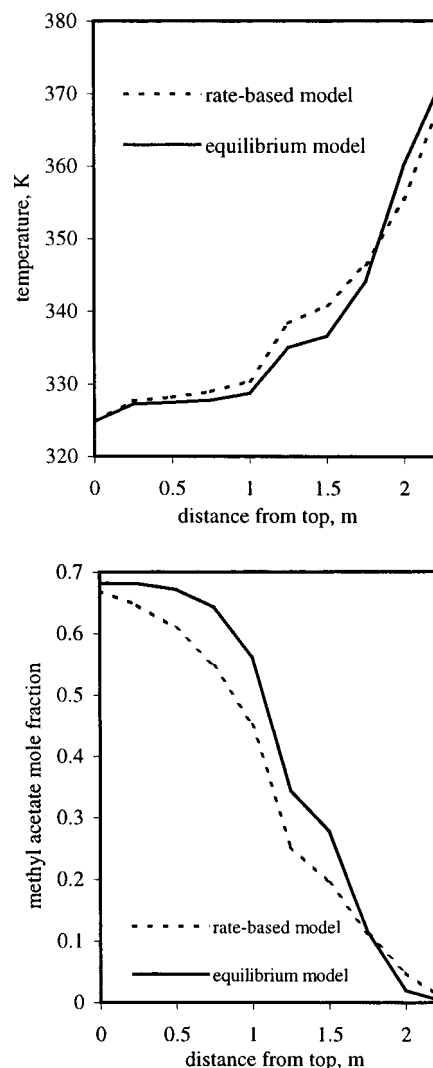 380
370
360
350
340
330
320
temperature, K
rate-based model
equilibrium model
0 0.5 1 1.5 2
distance from top, m
0.7
0.6
0.5
0.4
0.3
0.2
0.1
0
methyl acetate mole fraction
rate-based model
equilibrium model
0 0.5 1 1.5 2
distance from top, m